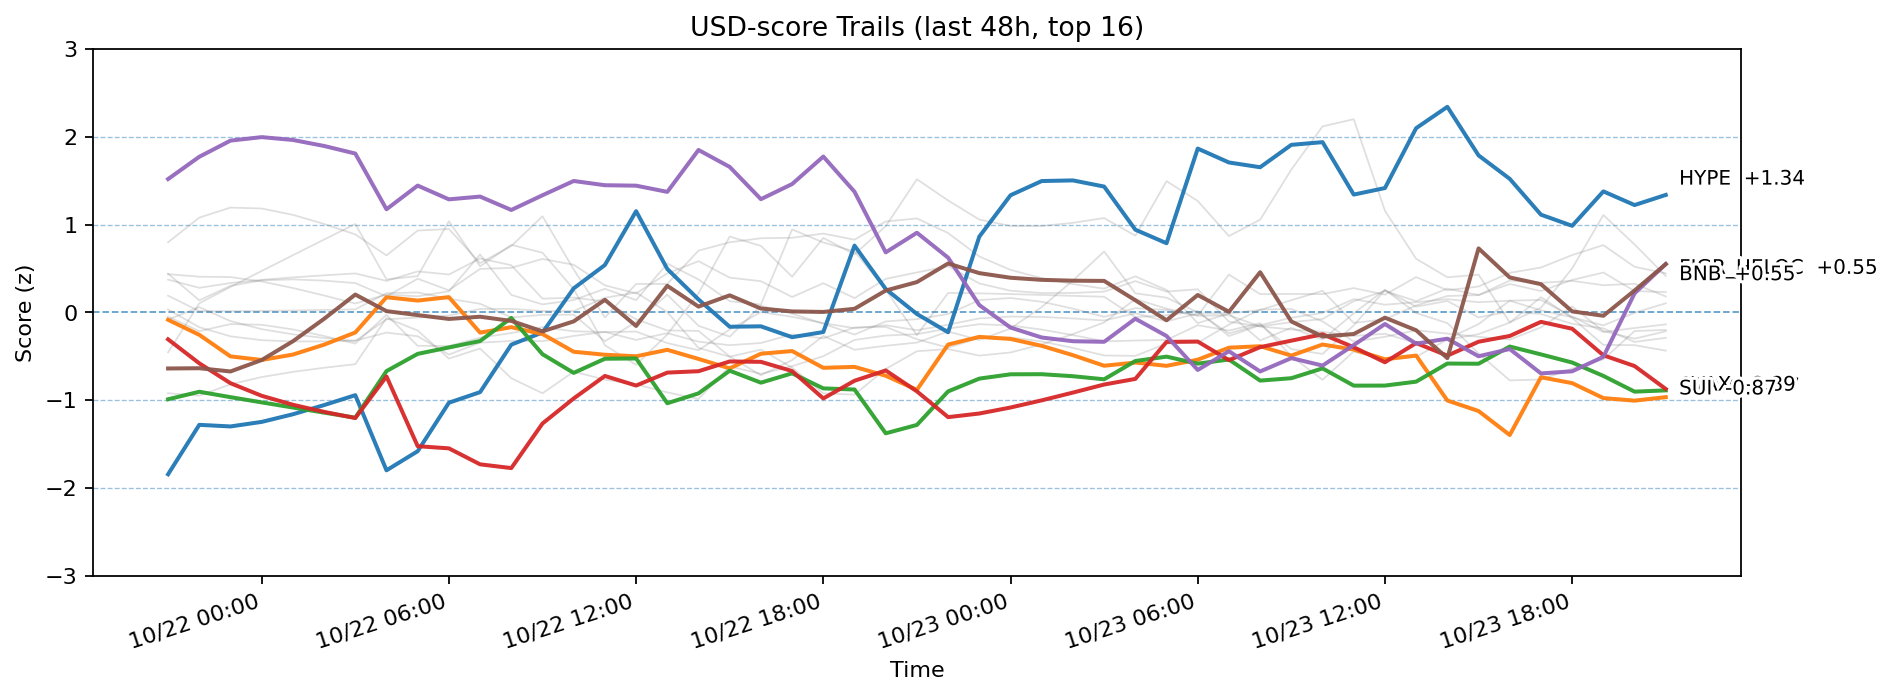 USD-score Trails (last 48h, top 16)
Score (z)
3
2
1
0
−1
−2
−3
HYPE +1.34
+0.55
BNB +0.55
SUI −0.87
10/22 00:00
10/22 06:00
10/22 12:00
10/22 18:00
10/23 00:00
10/23 06:00
10/23 12:00
10/23 18:00
Time